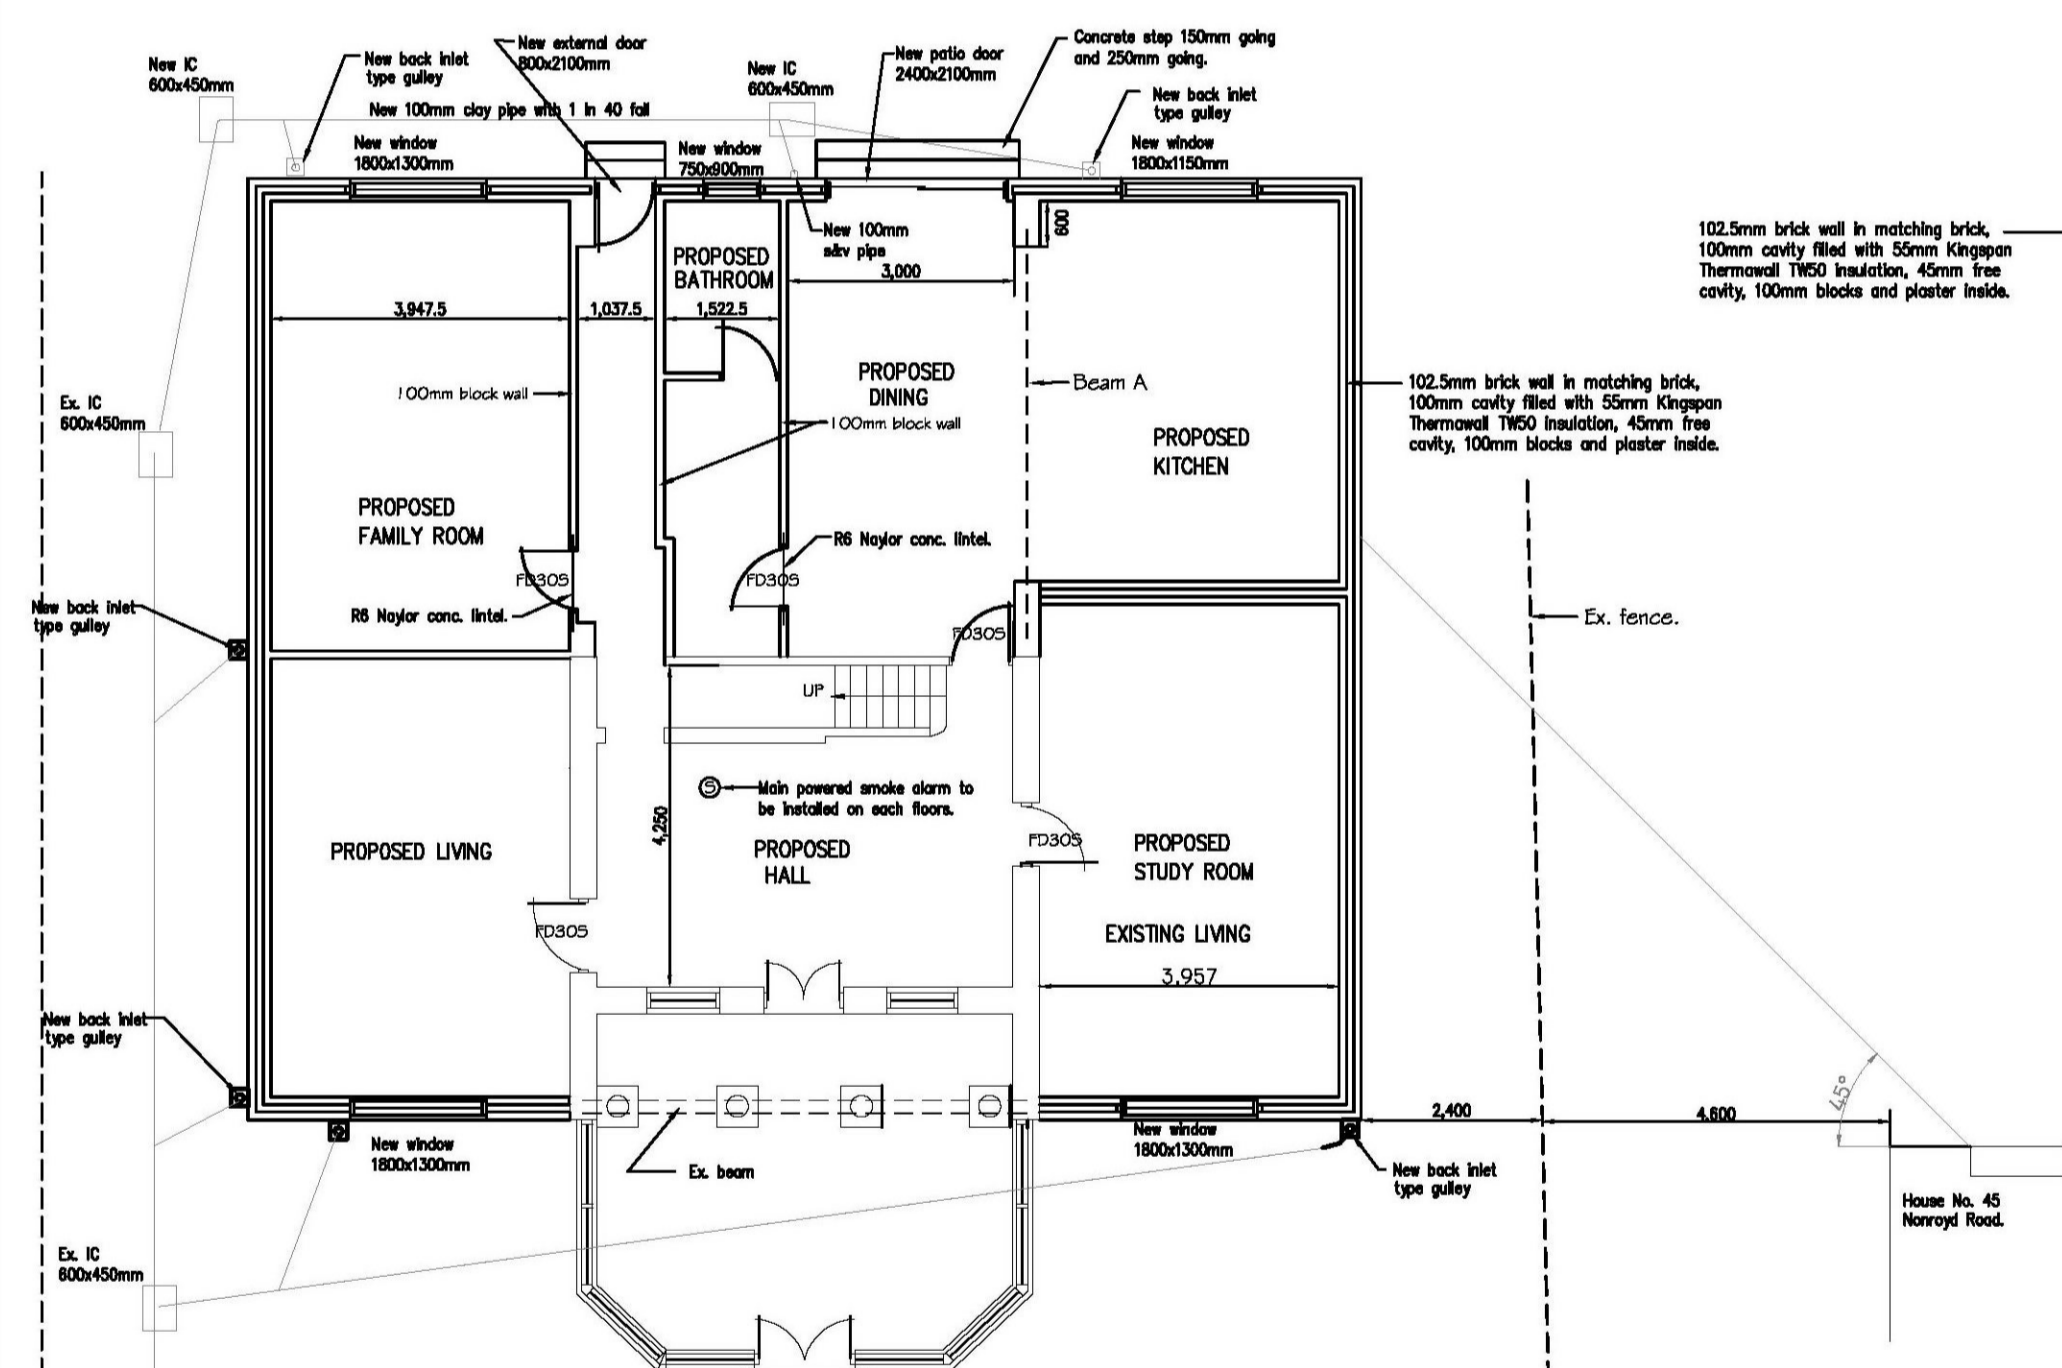 New IC
600x450mm
New back inlet
type gulley
New external door
800x2100mm
New IC
600x450mm
New patio door
2400x2100mm
Concrete step 150mm going
and 250mm going.
New back inlet
type gulley
New 100mm clay pipe with 1 in 40 fall
New window
1800x1300mm
New window
750x900mm
New window
1800x1150mm
600
102.5mm brick wall in matching brick,
100mm cavity filled with 55mm Kingspan
Thermawall TW50 insulation, 45mm free
cavity, 100mm blocks and plaster inside.
New 100mm
s&v pipe
PROPOSED
BATHROOM
3,000
3,947.5
1,037.5
1,522.5
PROPOSED
DINING
Beam A
102.5mm brick wall in matching brick,
100mm cavity filled with 55mm Kingspan
Thermawall TW50 insulation, 45mm free
cavity, 100mm blocks and plaster inside.
100mm block wall
Ex. IC
600x450mm
100mm block wall
PROPOSED
KITCHEN
PROPOSED
FAMILY ROOM
R6 Naylor conc. lintel.
FD30S
FD30S
New back inlet
type gulley
R6 Naylor conc. lintel.
FD30S
Ex. fence.
UP
Main powered smoke alarm to
be installed on each floors.
S
4,250
PROPOSED LIVING
PROPOSED
HALL
FD30S
PROPOSED
STUDY ROOM
FD30S
EXISTING LIVING
3,957
New back inlet
type gulley
45°
2,400
4,600
New window
1800x1300mm
Ex. beam
New window
1800x1300mm
New back inlet
type gulley
House No. 45
Nonroyd Road.
Ex. IC
600x450mm